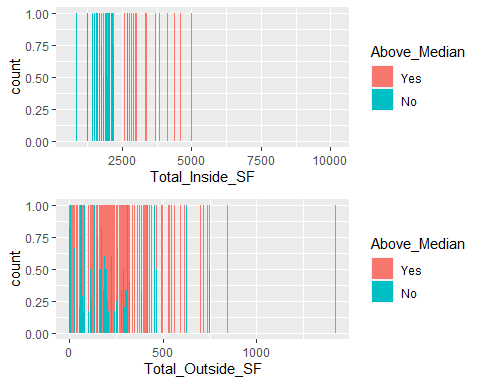 1.00
0.75
0.50
0.25
0.00
count
2500
5000
7500
10000
Total_Inside_SF
Above_Median
Yes
No
1.00
0.75
0.50
0.25
0.00
count
0
500
1000
Total_Outside_SF
Above_Median
Yes
No